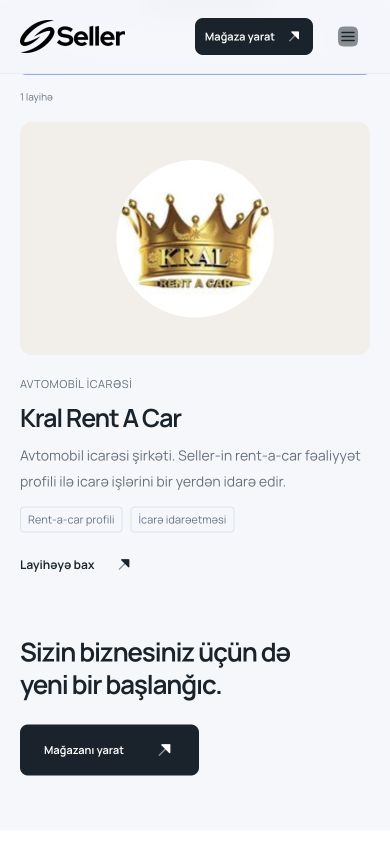 Seller
Mağaza yarat
1 layihə
KRAL
RENT A CAR
AVTOMOBİL İCARƏSİ
Kral Rent A Car
Avtomobil icarəsi şirkəti. Seller-in rent-a-car fəaliyyət
profili ilə icarə işlərini bir yerdən idarə edir.
Rent-a-car profili
İcarə idarəetməsi
Layihəyə bax
Sizin biznesiniz üçün də
yeni bir başlanğıc.
Mağazanı yarat